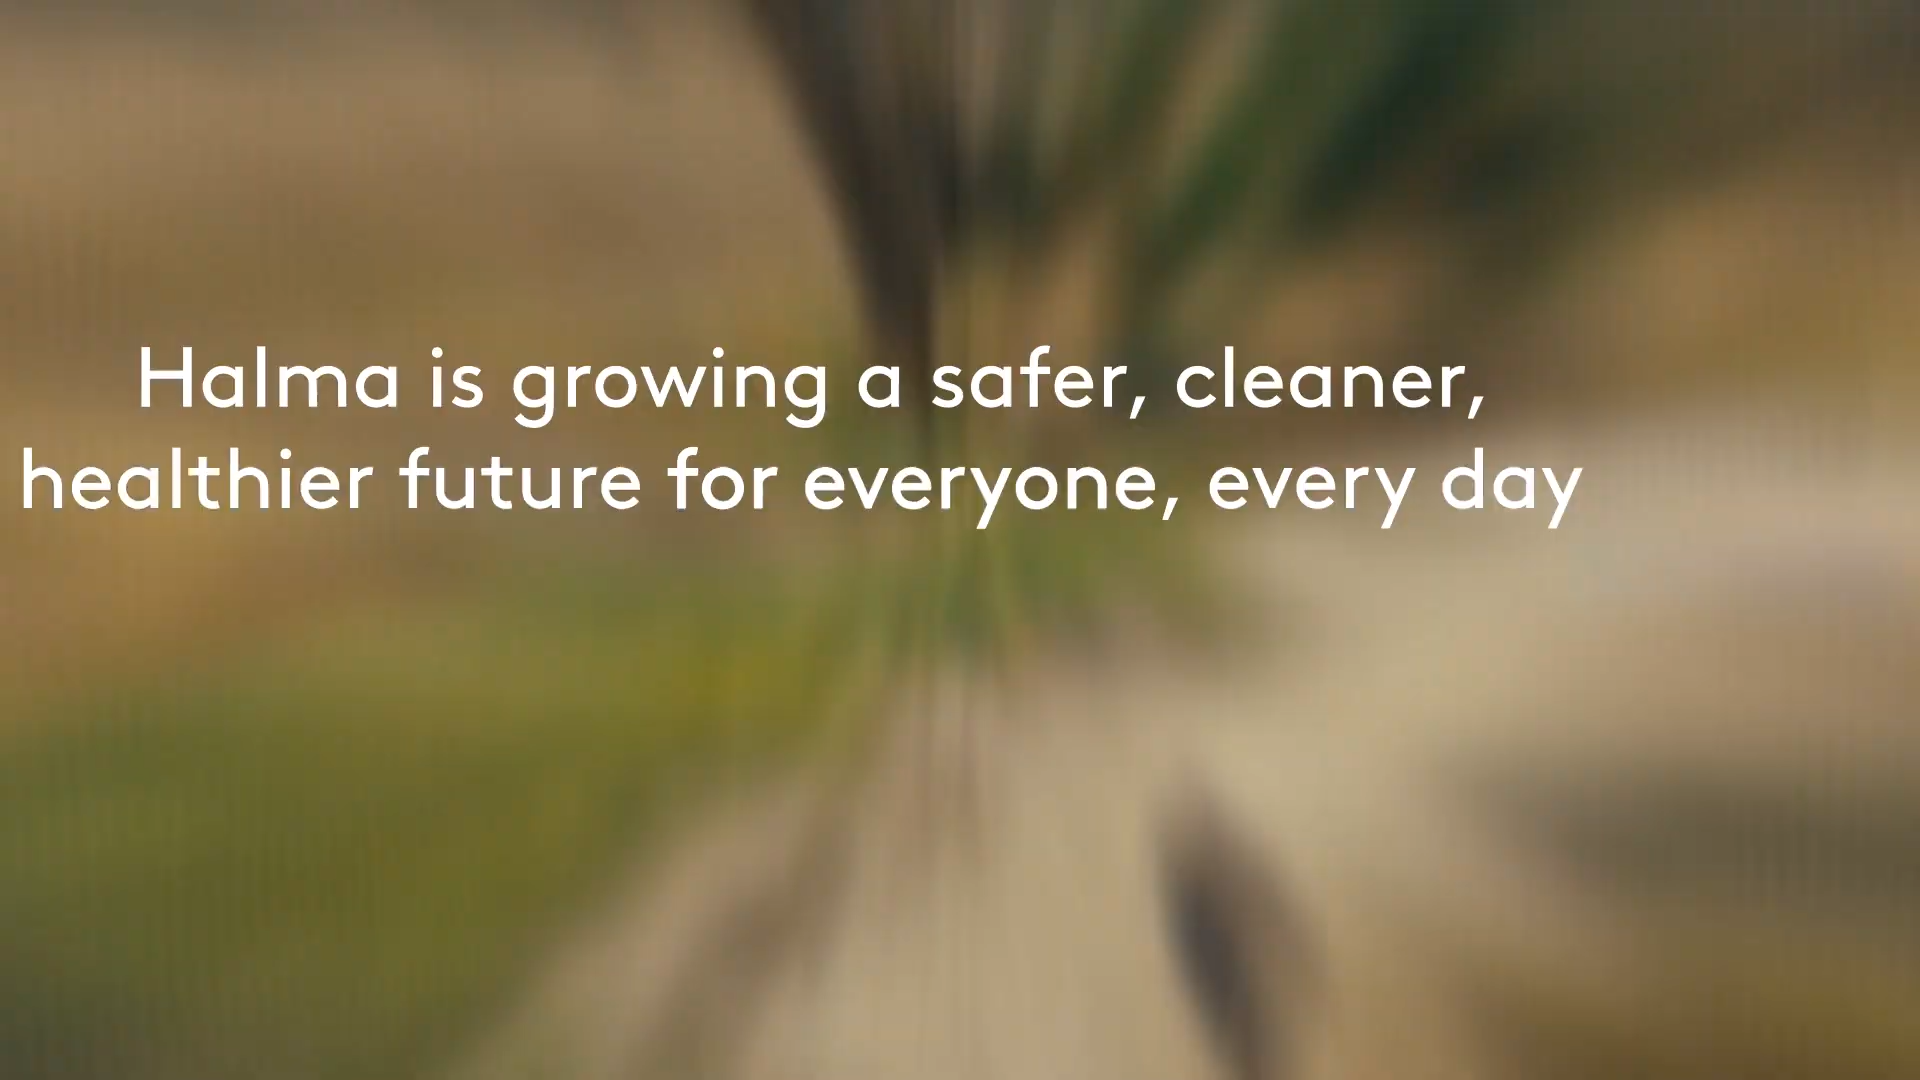 Halma is growing a safer, cleaner,
healthier future for everyone, every day